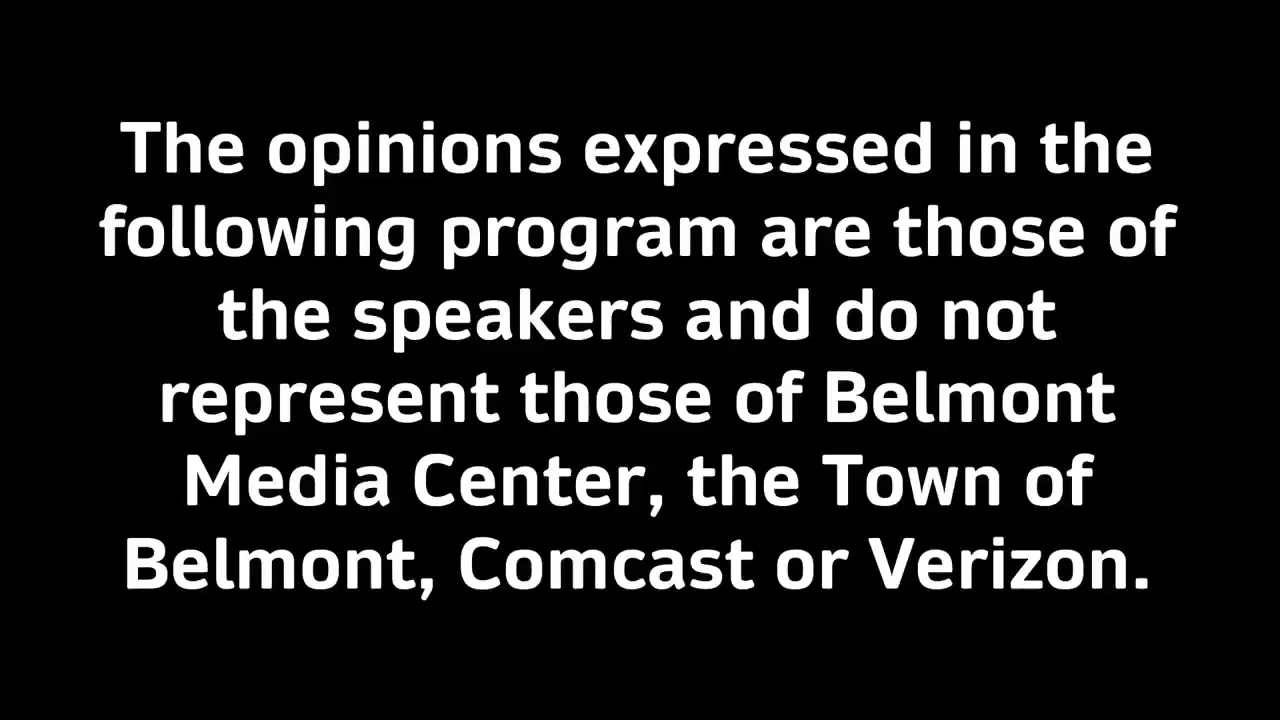 The opinions expressed in the
following program are those of
the speakers and do not
represent those of Belmont
Media Center, the Town of
Belmont, Comcast or Verizon.